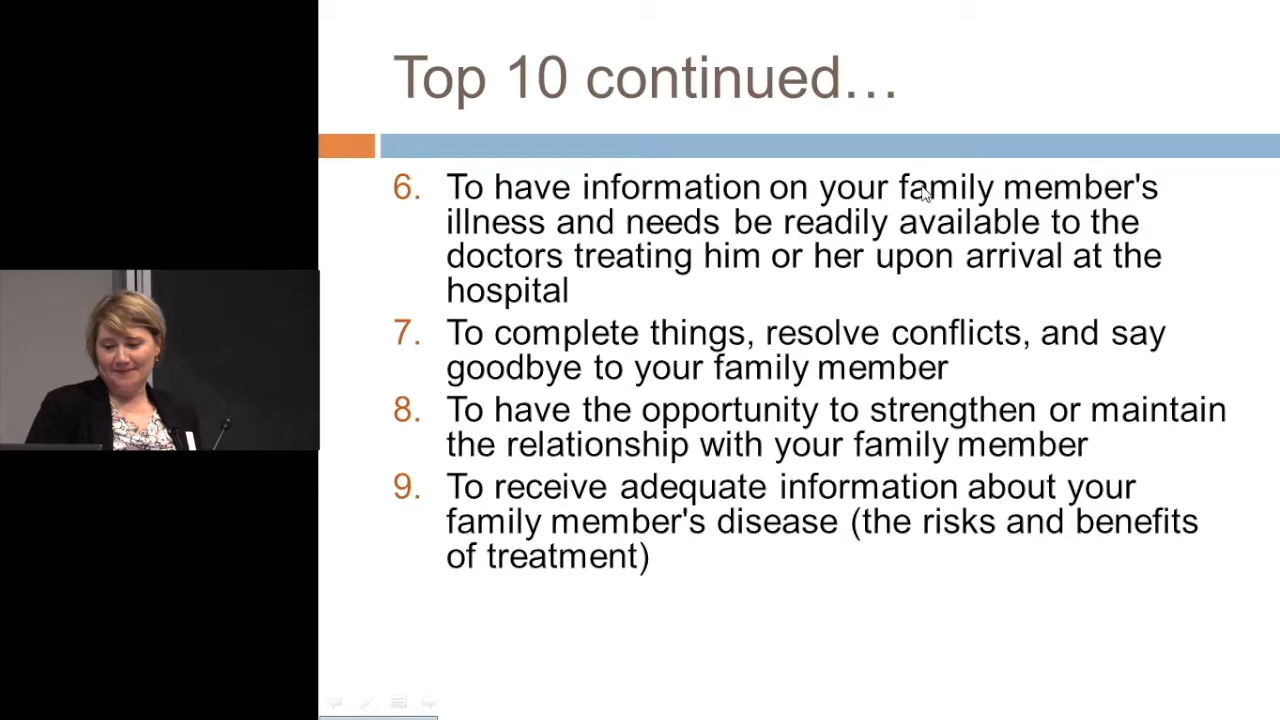 Top 10 continued…
6. To have information on your family member's
illness and needs be readily available to the
doctors treating him or her upon arrival at the
hospital
7. To complete things, resolve conflicts, and say
goodbye to your family member
8. To have the opportunity to strengthen or maintain
the relationship with your family member
9. To receive adequate information about your
family member's disease (the risks and benefits
of treatment)